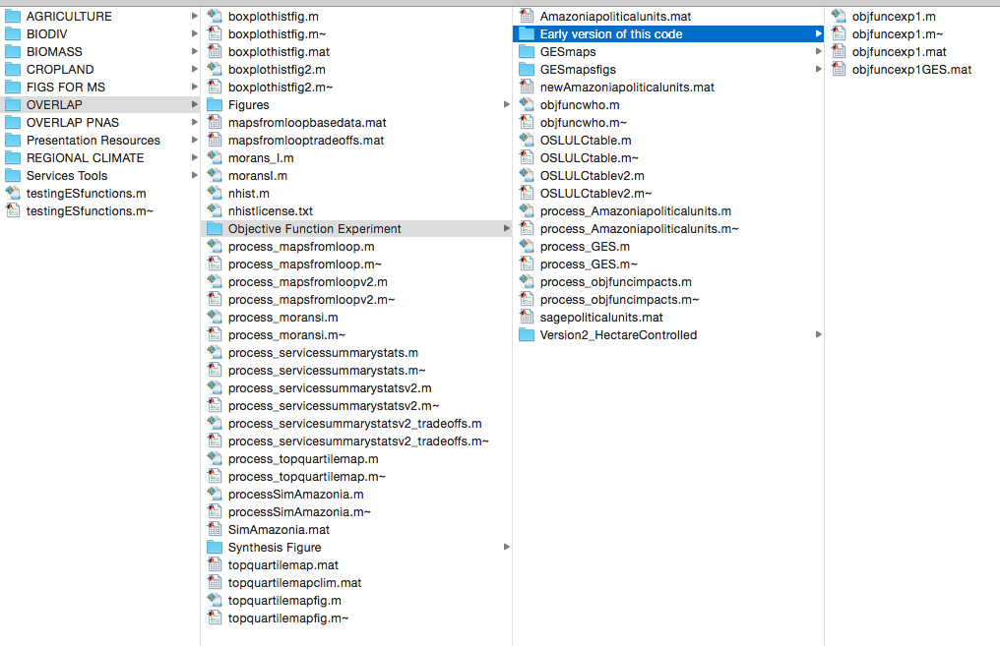 AGRICULTURE
BIODIV
BIOMASS
CROPLAND
FIGS FOR MS
OVERLAP
OVERLAP PNAS
Presentation Resources
REGIONAL CLIMATE
Services Tools
testingESfunctions.m
testingESfunctions.m~
boxplothistfig.m
boxplothistfig.m~
boxplothistfig.mat
boxplothistfig2.m
boxplothistfig2.m~
Figures
mapsfromloopbasedata.mat
mapsfromlooptradeoffs.mat
morans_I.m
moransI.m
nhist.m
nhistlicense.txt
Objective Function Experiment
process_mapsfromloop.m
process_mapsfromloop.m~
process_mapsfromloopv2.m
process_mapsfromloopv2.m~
process_moransi.m
process_moransi.m~
process_servicessummarystats.m
process_servicessummarystats.m~
process_servicessummarystatsv2.m
process_servicessummarystatsv2.m~
process_servicesummarystatsv2_tradeoffs.m
process_servicesummarystatsv2_tradeoffs.m~
process_topquartilemap.m
process_topquartilemap.m~
processSimAmazonia.m
processSimAmazonia.m~
SimAmazonia.mat
Synthesis Figure
topquartilemap.mat
topquartilemapclim.mat
topquartilemapfig.m
topquartilemapfig.m~
Amazoniapoliticalunits.mat
Early version of this code
GESmaps
GESmapsfigs
newAmazoniapoliticalunits.mat
objfuncwho.m
objfuncwho.m~
OSLULCtable.m
OSLULCtable.m~
OSLULCtablev2.m
OSLULCtablev2.m~
process_Amazoniapoliticalunits.m
process_Amazoniapoliticalunits.m~
process_GES.m
process_GES.m~
process_objfuncimpacts.m
process_objfuncimpacts.m~
sagepoliticalunits.mat
Version2_HectareControlled
objfuncexp1.m
objfuncexp1.m~
objfuncexp1.mat
objfuncexp1GES.mat